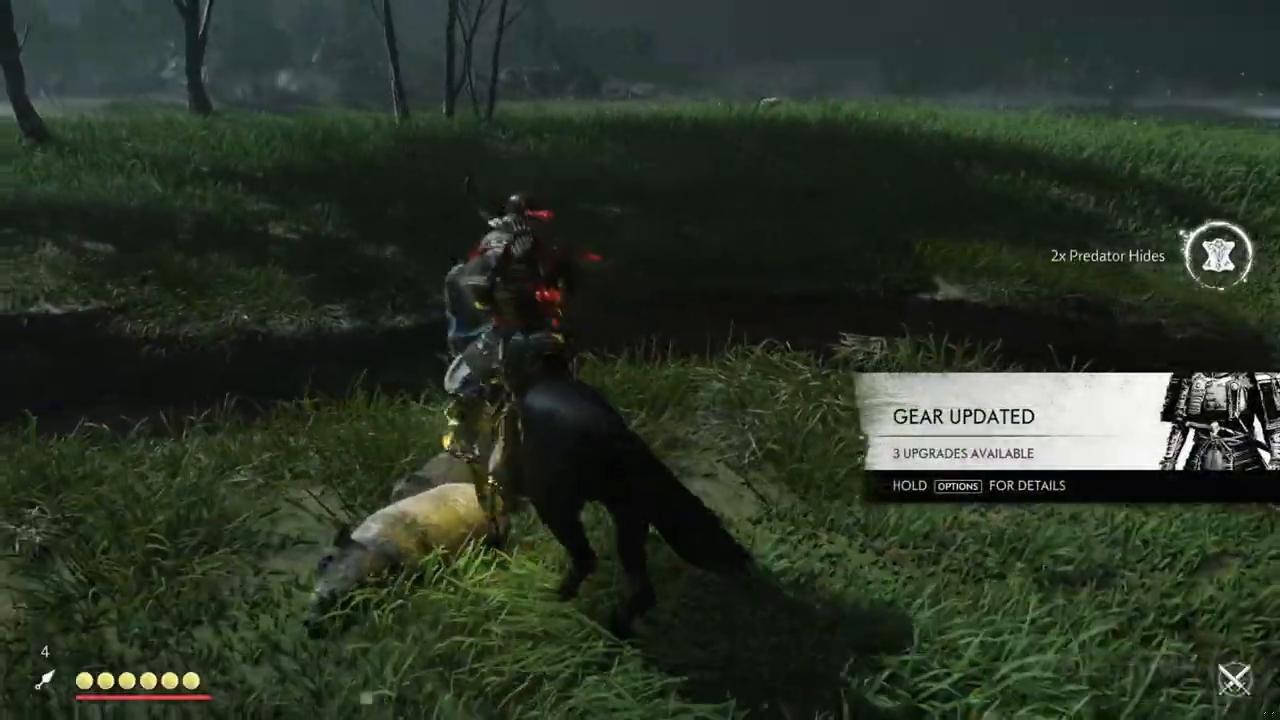 2x Predator Hides
GEAR UPDATED
3 UPGRADES AVAILABLE
HOLD OPTIONS FOR DETAILS
4